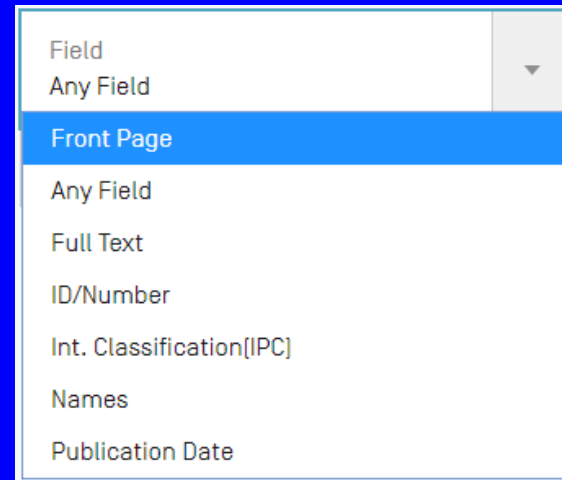 Field
Any Field
Front Page
Any Field
Full Text
ID/Number
Int. Classification(IPC)
Names
Publication Date